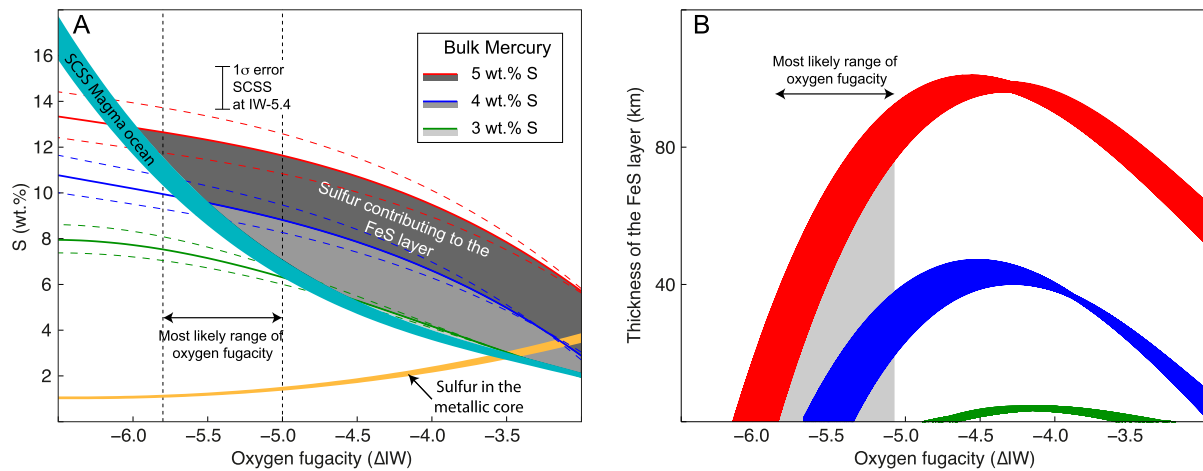 A
B
1σ error
SCSS
at IW-5.4
Bulk Mercury
5 wt.% S
4 wt.% S
3 wt.% S
SCSS Magma ocean
Sulfur contributing to the
FeS layer
Most likely range of
oxygen fugacity
Sulfur in the
metallic core
S (wt.%)
16
14
12
10
8
6
4
2
−6.0
−5.5
−5.0
−4.5
−4.0
−3.5
Oxygen fugacity (ΔIW)
Most likely range of
oxygen fugacity
Thickness of the FeS layer (km)
80
40
−6.0
−5.5
−5.0
−4.5
−4.0
−3.5
Oxygen fugacity (ΔIW)